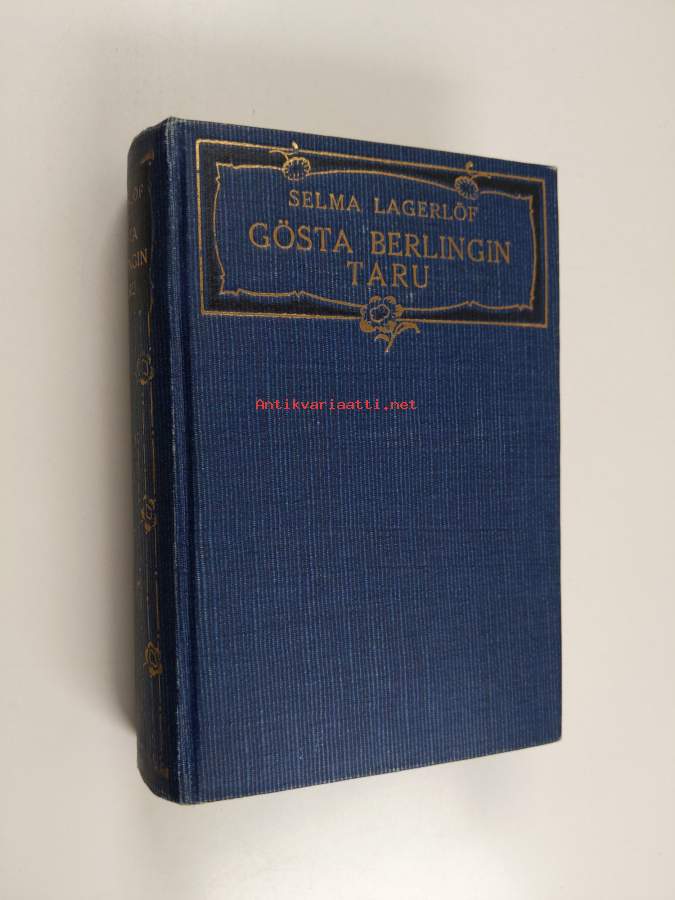 SELMA LAGERLÖF
GÖSTA BERLINGIN
TARU
Antikvariaatti.net